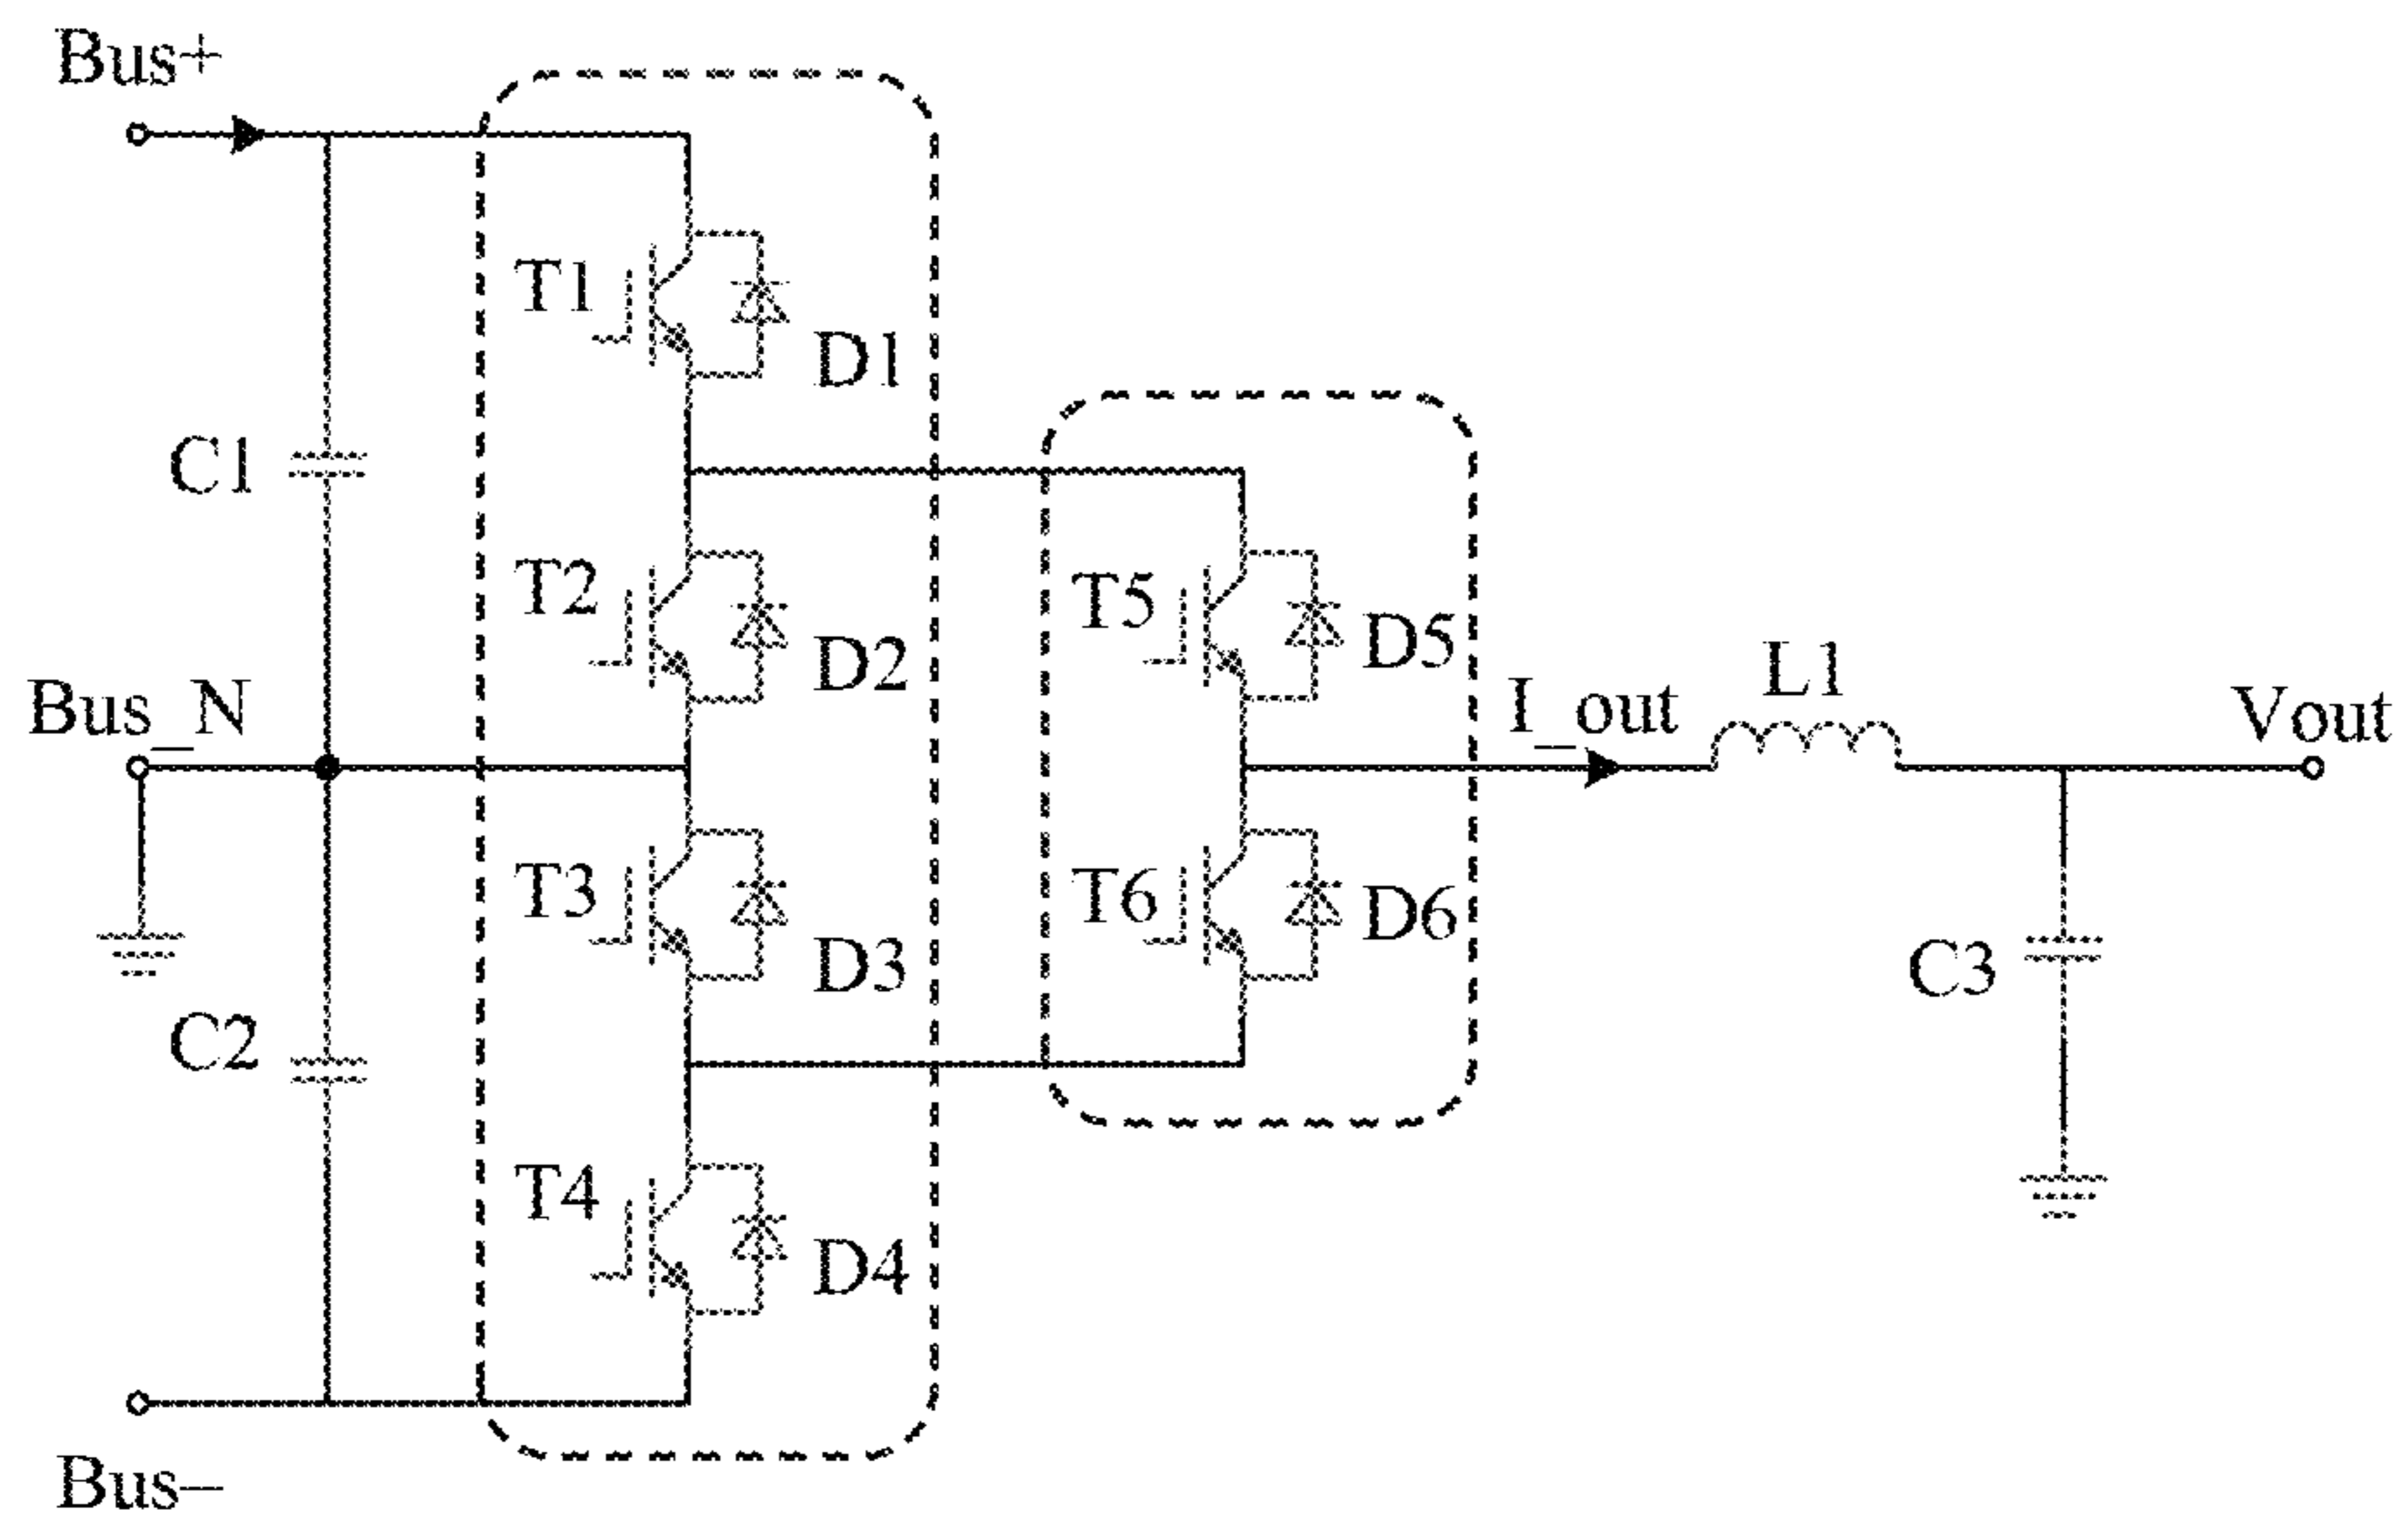 Bus+
T1
D1
C1
T2
D2
T5
D5
Bus_N
I_out
L1
Vout
T3
D3
T6
D6
C3
C2
T4
D4
Bus−